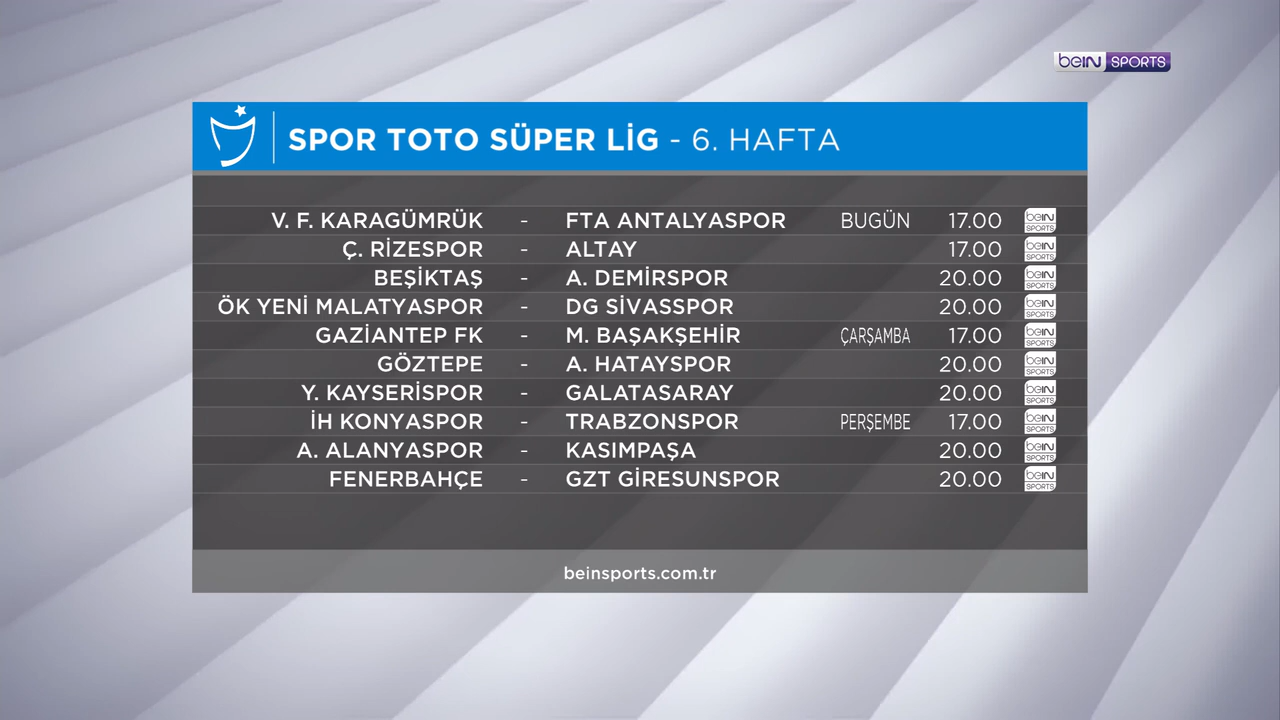 beIN SPORTS
SPOR TOTO SÜPER LİG - 6. HAFTA
V. F. KARAGÜMRÜK - FTA ANTALYASPOR BUGÜN 17.00 beIN SPORTS
Ç. RİZESPOR - ALTAY 17.00 beIN SPORTS
BEŞİKTAŞ - A. DEMİRSPOR 20.00 beIN SPORTS
ÖK YENİ MALATYASPOR - DG SİVASSPOR 20.00 beIN SPORTS
GAZİANTEP FK - M. BAŞAKŞEHİR ÇARŞAMBA 17.00 beIN SPORTS
GÖZTEPE - A. HATAYSPOR 20.00 beIN SPORTS
Y. KAYSERİSPOR - GALATASARAY 20.00 beIN SPORTS
İH KONYASPOR - TRABZONSPOR PERŞEMBE 17.00 beIN SPORTS
A. ALANYASPOR - KASIMPAŞA 20.00 beIN SPORTS
FENERBAHÇE - GZT GİRESUNSPOR 20.00 beIN SPORTS
beinsports.com.tr